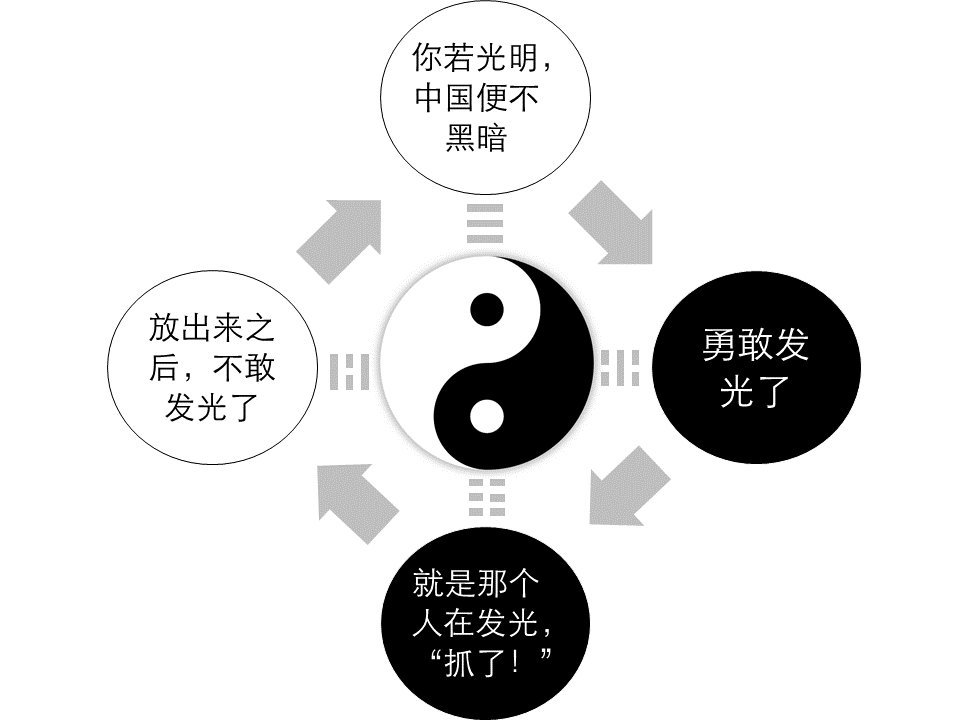 你若光明，
中国便不
黑暗
勇敢发
光了
就是那个
人在发光，
“抓了！”
放出来之
后，不敢
发光了